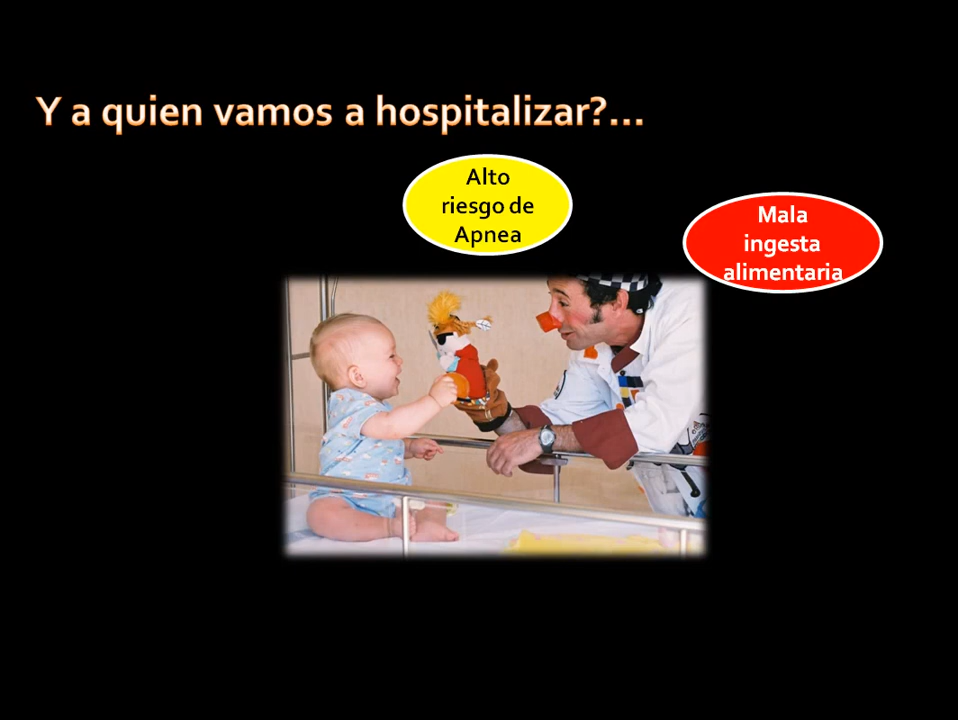 Y a quien vamos a hospitalizar?...
Alto
riesgo de
Apnea
Mala
ingesta
alimentaria